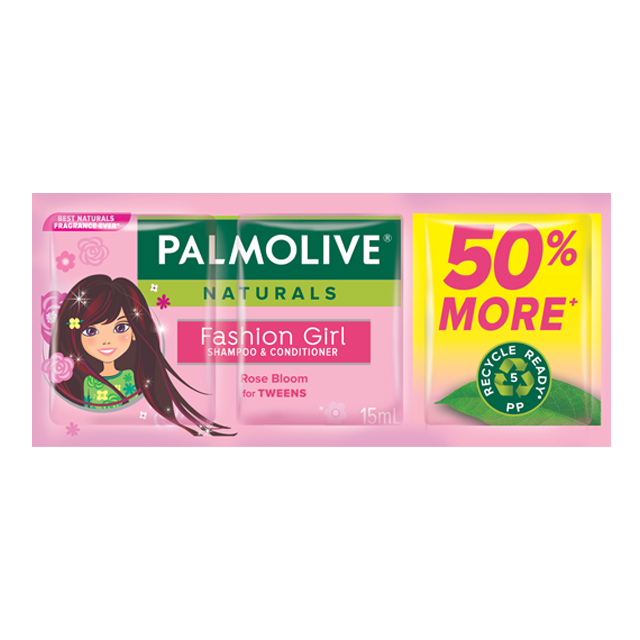 BEST NATURALS
FRAGRANCE EVER*
PALMOLIVE®
NATURALS
Fashion Girl
SHAMPOO & CONDITIONER
Rose Bloom
for TWEENS
15mL
50%
MORE+
RECYCLE READY*
5
PP